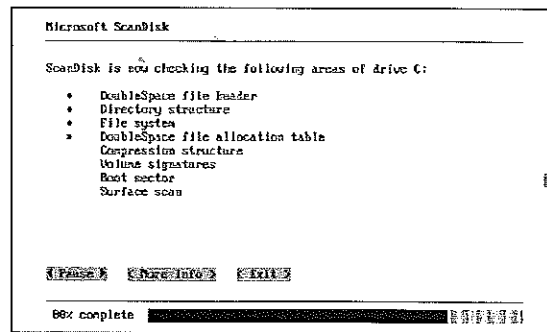 Microsoft ScanDisk
ScanDisk is now checking the following areas of drive C:
DoubleSpace file header
Directory structure
File system
» DoubleSpace file allocation table
Compression structure
Volume signatures
Boot sector
Surface scan
< Pause > < More Info > < Exit >
80% complete